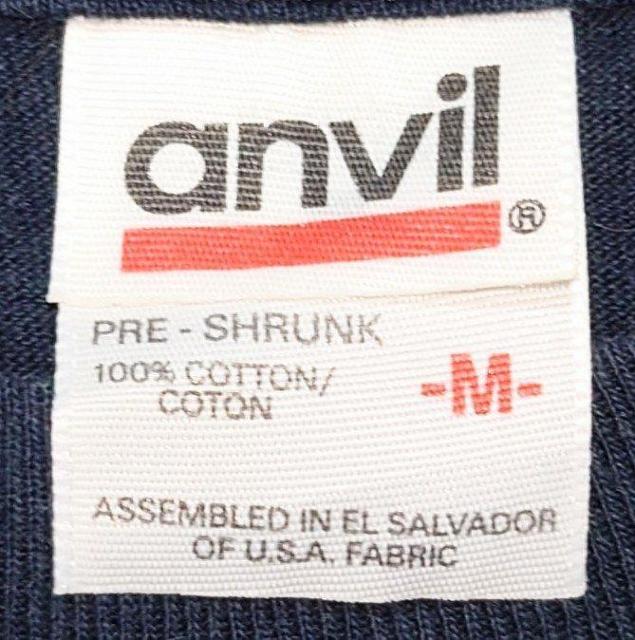 anvil®
PRE - SHRUNK
100% COTTON/
COTON
-M-
ASSEMBLED IN EL SALVADOR
OF U.S.A. FABRIC